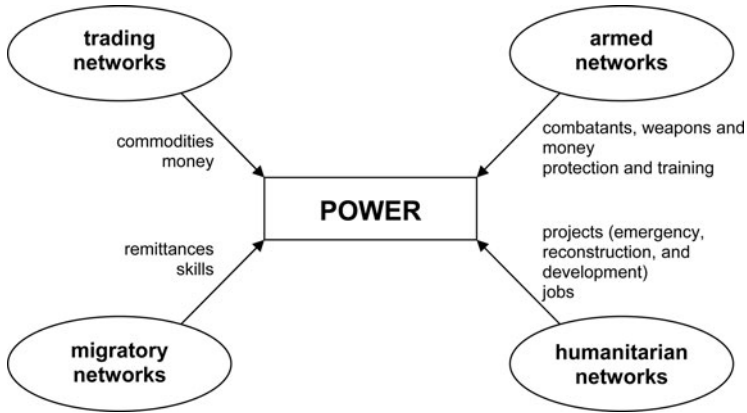 trading
networks
armed
networks
commodities
money
combatants, weapons and
money
protection and training
POWER
remittances
skills
projects (emergency,
reconstruction, and
development)
jobs
migratory
networks
humanitarian
networks